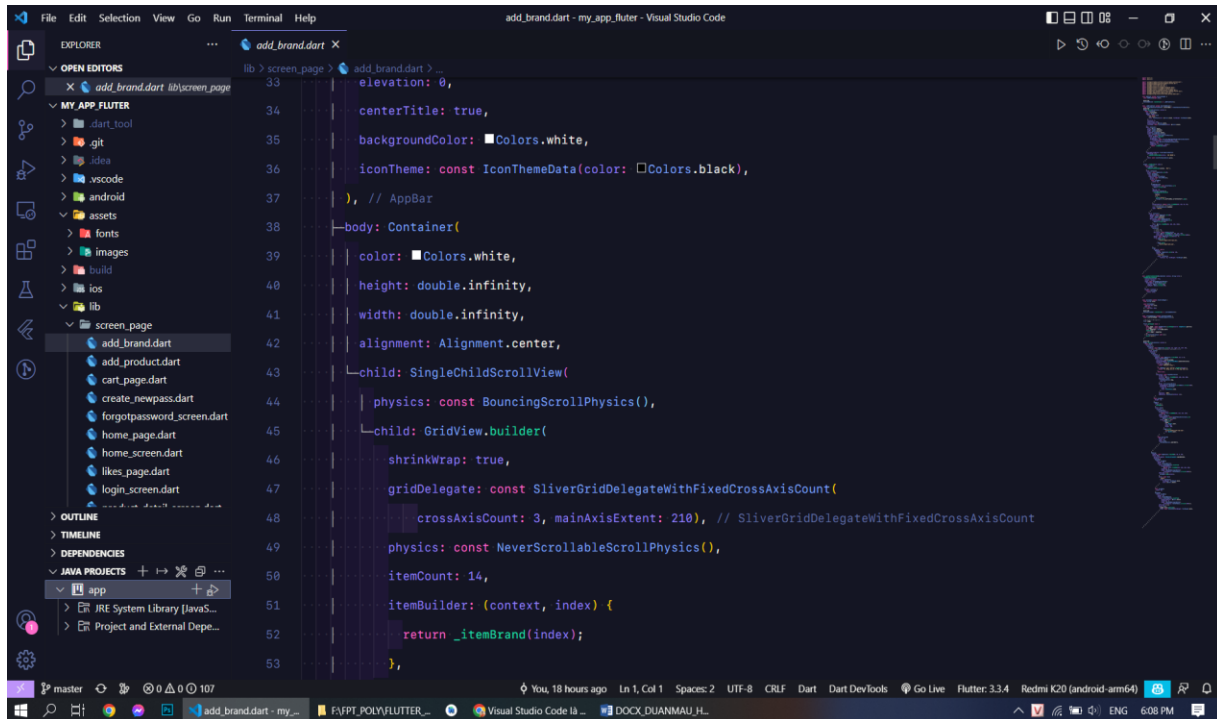 File Edit Selection View Go Run Terminal Help
add_brand.dart - my_app_fluter - Visual Studio Code
EXPLORER
add_brand.dart
OPEN EDITORS
lib > screen_page > add_brand.dart > ...
add_brand.dart lib\screen_page
MY_APP_FLUTER
.dart_tool
.git
.idea
.vscode
android
assets
fonts
images
build
ios
lib
screen_page
add_brand.dart
add_product.dart
cart_page.dart
create_newpass.dart
forgotpassword_screen.dart
home_page.dart
home_screen.dart
likes_page.dart
login_screen.dart
OUTLINE
TIMELINE
DEPENDENCIES
JAVA PROJECTS
app
JRE System Library [JavaS...
Project and External Depe...
33 elevation: 0,
34 centerTitle: true,
35 backgroundColor: Colors.white,
36 iconTheme: const IconThemeData(color: Colors.black),
37 ), // AppBar
38 body: Container(
39 color: Colors.white,
40 height: double.infinity,
41 width: double.infinity,
42 alignment: Alignment.center,
43 child: SingleChildScrollView(
44 physics: const BouncingScrollPhysics(),
45 child: GridView.builder(
46 shrinkWrap: true,
47 gridDelegate: const SliverGridDelegateWithFixedCrossAxisCount(
48 crossAxisCount: 3, mainAxisExtent: 210), // SliverGridDelegateWithFixedCrossAxisCount
49 physics: const NeverScrollableScrollPhysics(),
50 itemCount: 14,
51 itemBuilder: (context, index) {
52 return _itemBrand(index);
53 },
master 0 0 107 You, 18 hours ago Ln 1, Col 1 Spaces: 2 UTF-8 CRLF Dart Dart DevTools Go Live Flutter: 3.3.4 Redmi K20 (android-arm64)
add_brand.dart - my_... F:\FPT_POLY\FLUTTER_... Visual Studio Code là ... DOCX_DUANMAU_H... ENG 6:08 PM